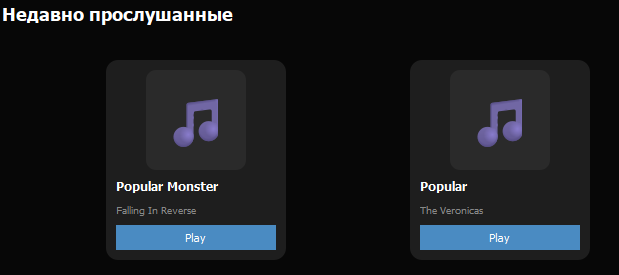 Недавно прослушанные
Popular Monster
Falling In Reverse
Play
Popular
The Veronicas
Play